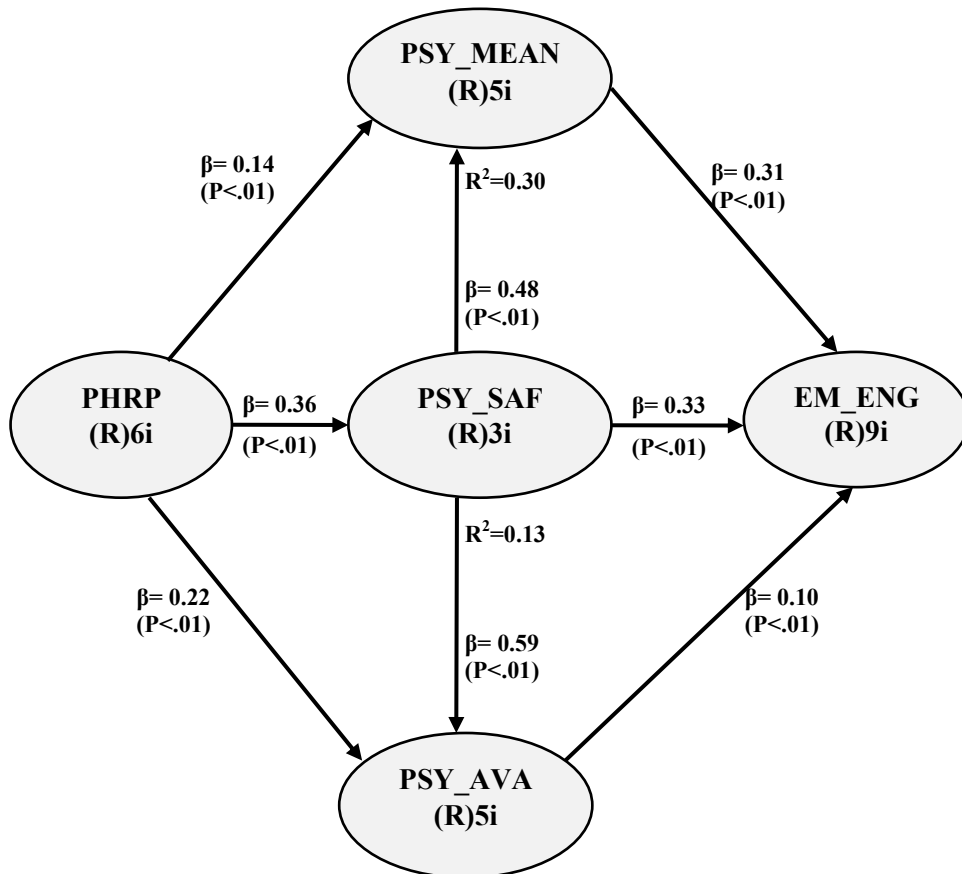 PSY_MEAN
(R)5i
β= 0.14
(P<.01)
R²=0.30
β= 0.31
(P<.01)
β= 0.48
(P<.01)
PHRP
(R)6i
β= 0.36
(P<.01)
PSY_SAF
(R)3i
β= 0.33
(P<.01)
EM_ENG
(R)9i
R²=0.13
β= 0.22
(P<.01)
β= 0.10
(P<.01)
β= 0.59
(P<.01)
PSY_AVA
(R)5i